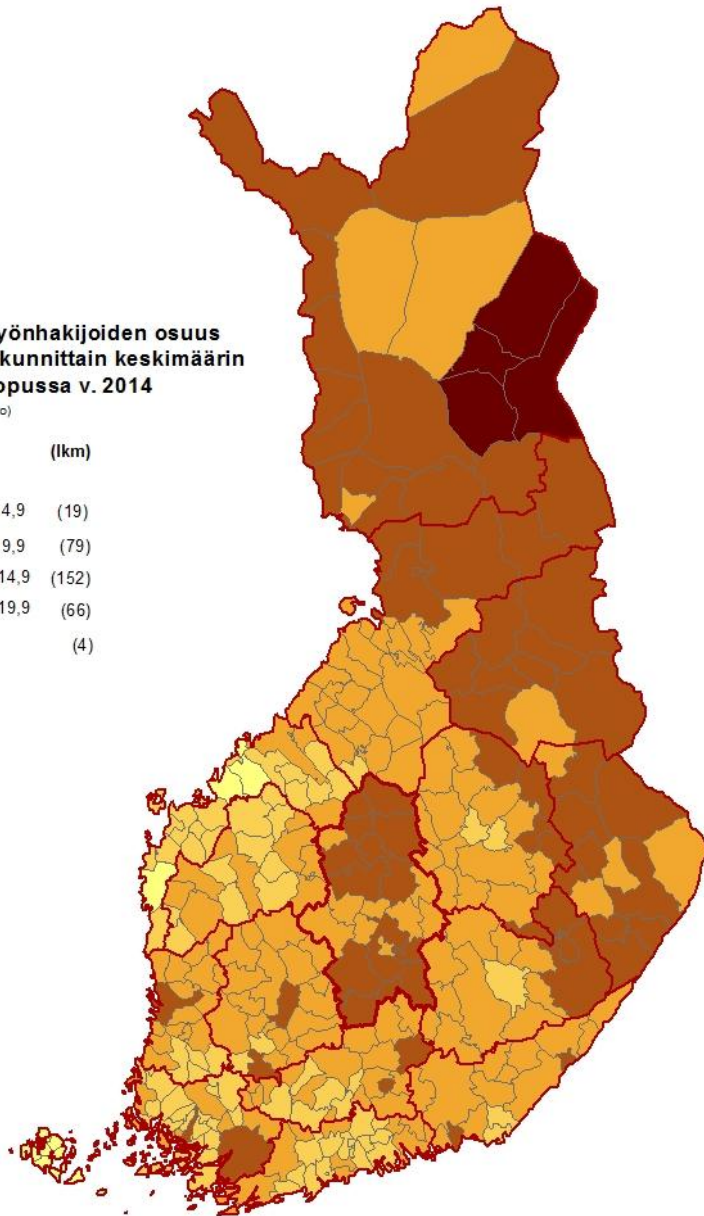 yönhakijoiden osuus
kunnittain keskimäärin
opussa v. 2014
o)
(lkm)
4,9 (19)
9,9 (79)
14,9 (152)
19,9 (66)
(4)